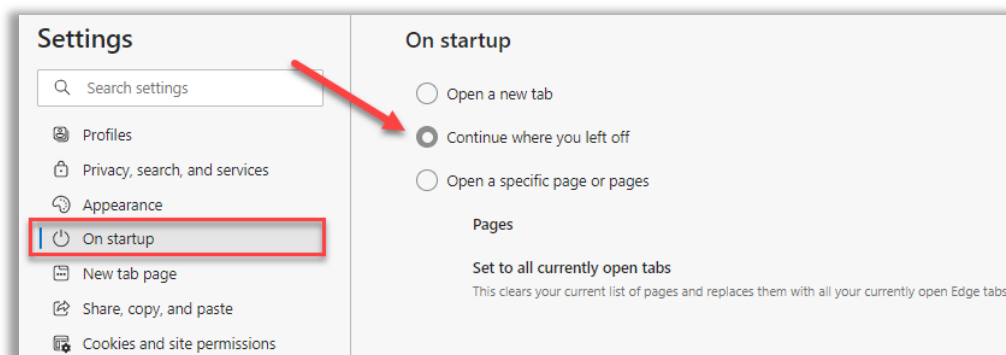 Settings
Search settings
Profiles
Privacy, search, and services
Appearance
On startup
New tab page
Share, copy, and paste
Cookies and site permissions
On startup
Open a new tab
Continue where you left off
Open a specific page or pages
Pages
Set to all currently open tabs
This clears your current list of pages and replaces them with all your currently open Edge tabs